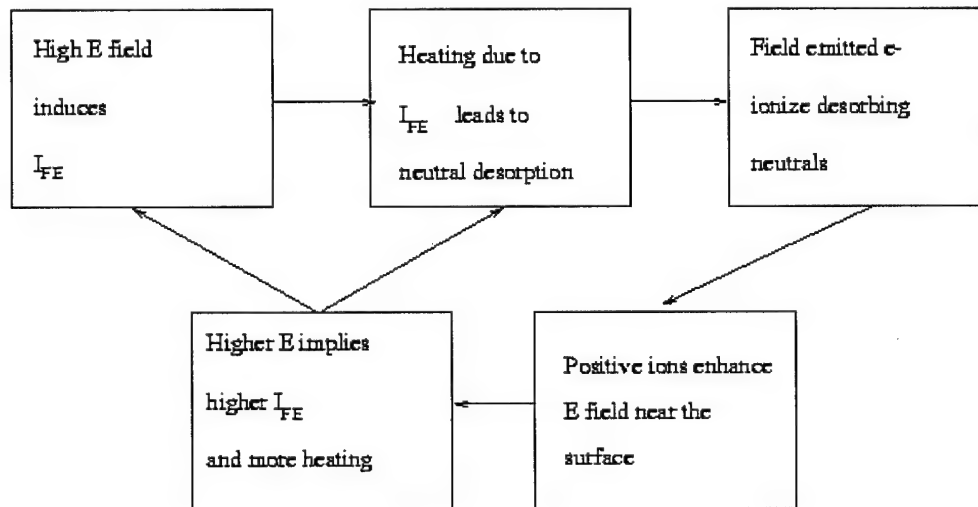 High E field
induces
I_FE
Heating due to
I_FE leads to
neutral desorption
Field emitted e-
ionize desorbing
neutrals
Higher E implies
higher I_FE
and more heating
Positive ions enhance
E field near the
surface